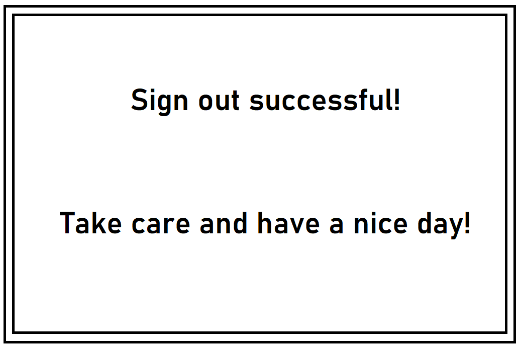 Sign out successful!
Take care and have a nice day!